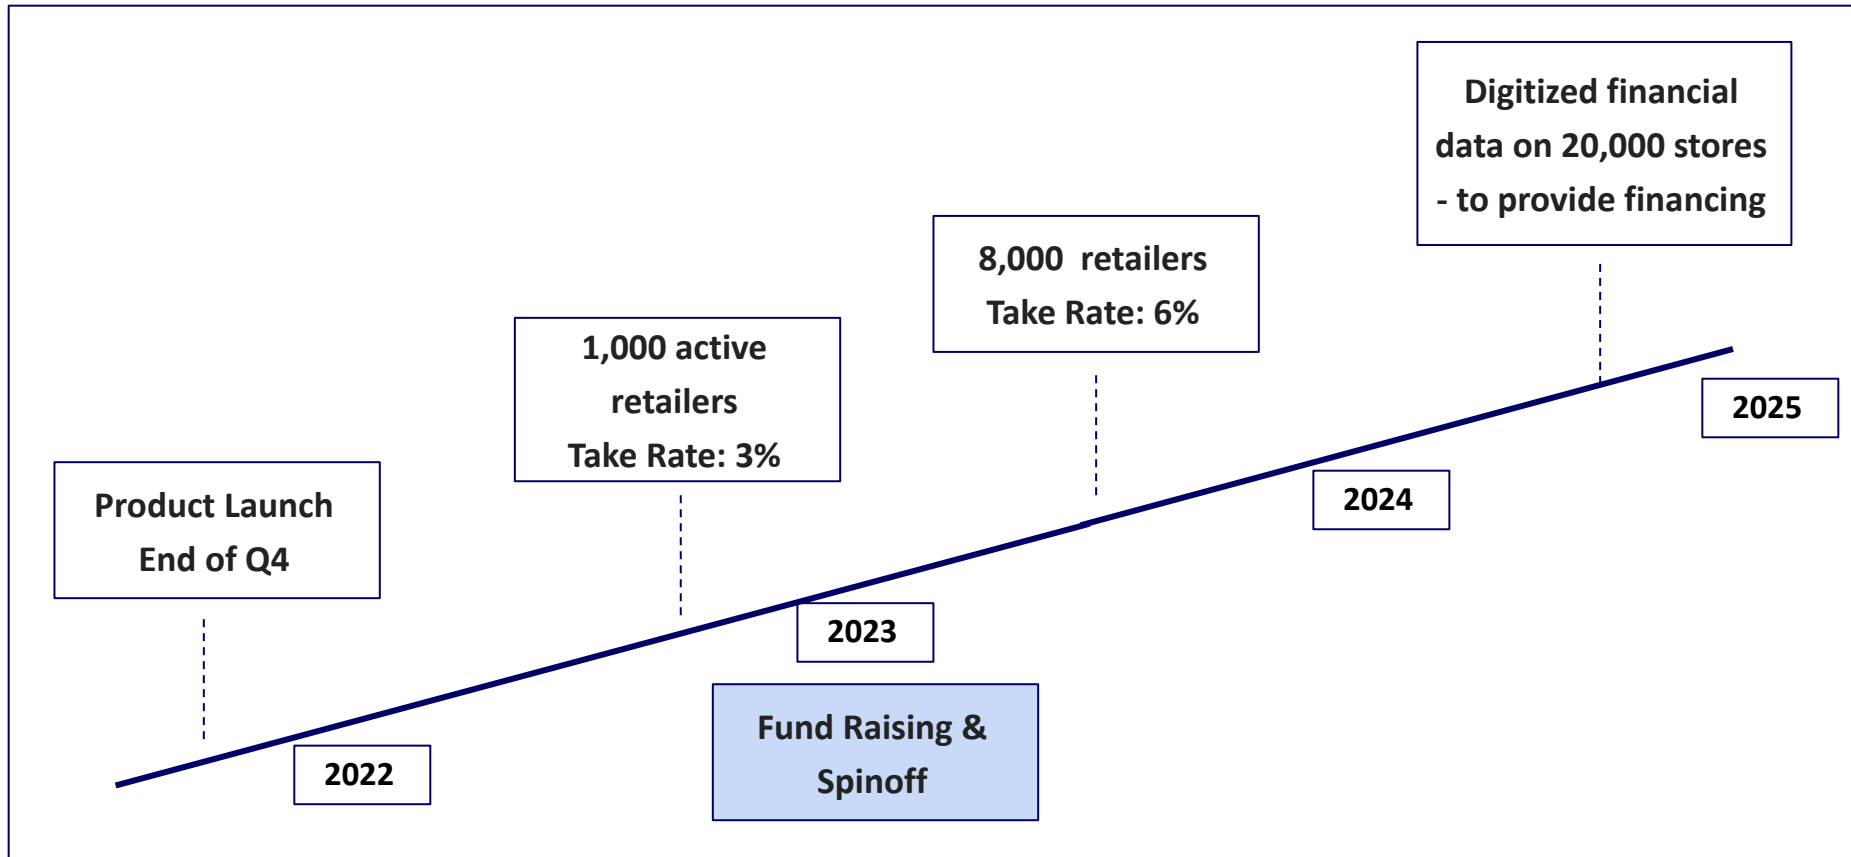 Product Launch
End of Q4
2022
1,000 active
retailers
Take Rate: 3%
2023
Fund Raising &
Spinoff
8,000 retailers
Take Rate: 6%
2024
Digitized financial
data on 20,000 stores
- to provide financing
2025